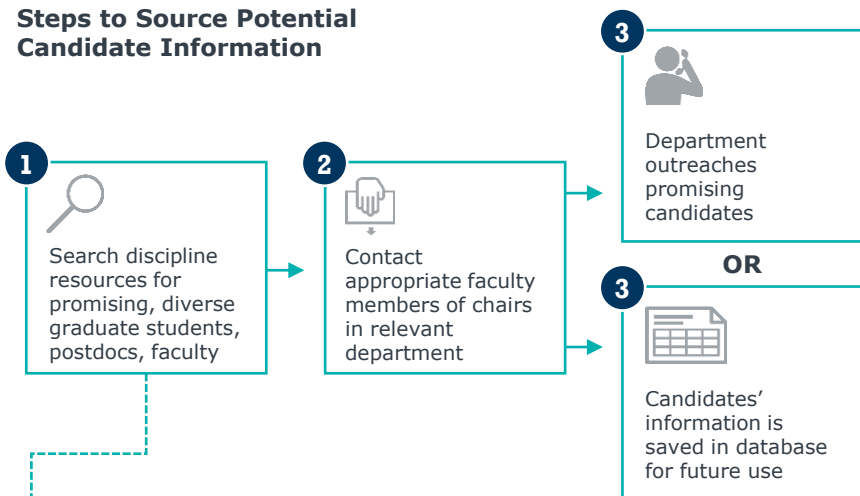 Steps to Source Potential
Candidate Information
1
Search discipline
resources for
promising, diverse
graduate students,
postdocs, faculty
2
Contact
appropriate faculty
members of chairs
in relevant
department
3
Department
outreaches
promising
candidates
OR
3
Candidates’
information is
saved in database
for future use